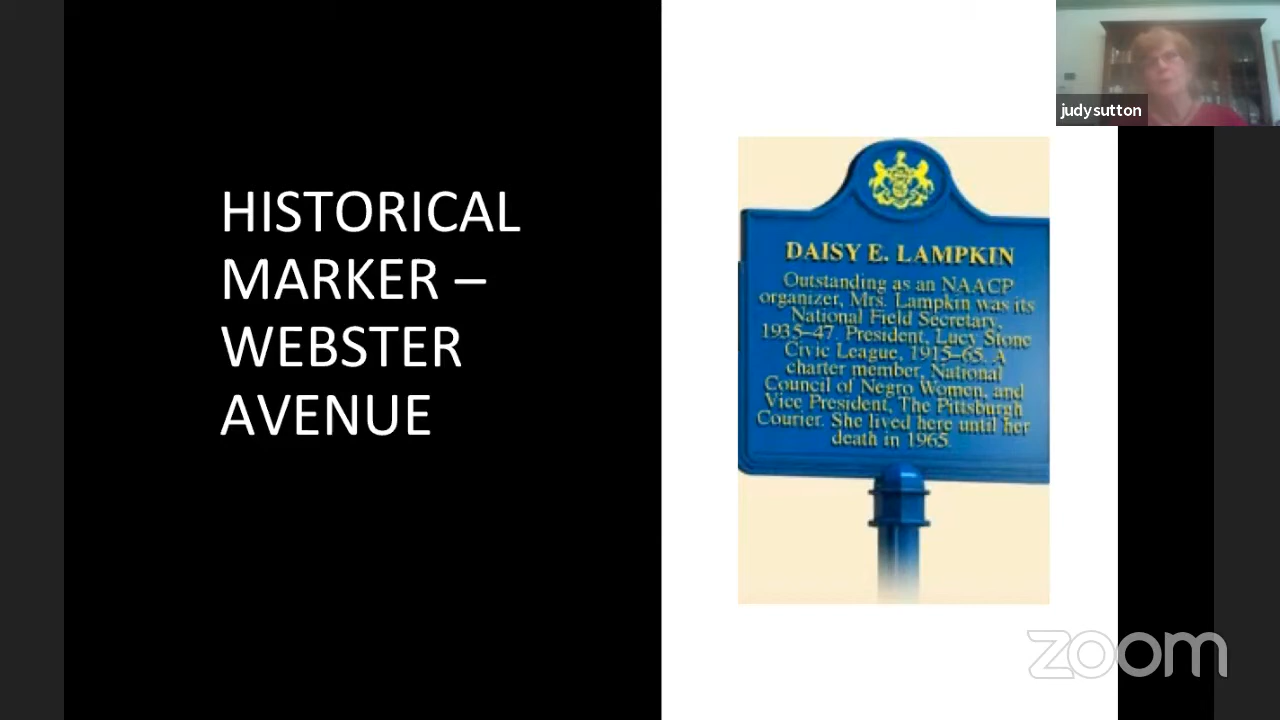 HISTORICAL
MARKER –
WEBSTER
AVENUE
judysutton
DAISY E. LAMPKIN
Outstanding as an NAACP
organizer, Mrs. Lampkin was its
National Field Secretary,
1935–47. President, Lucy Stone
Civic League, 1915–65. A
charter member, National
Council of Negro Women, and
Vice President, The Pittsburgh
Courier. She lived here until her
death in 1965.
zoom